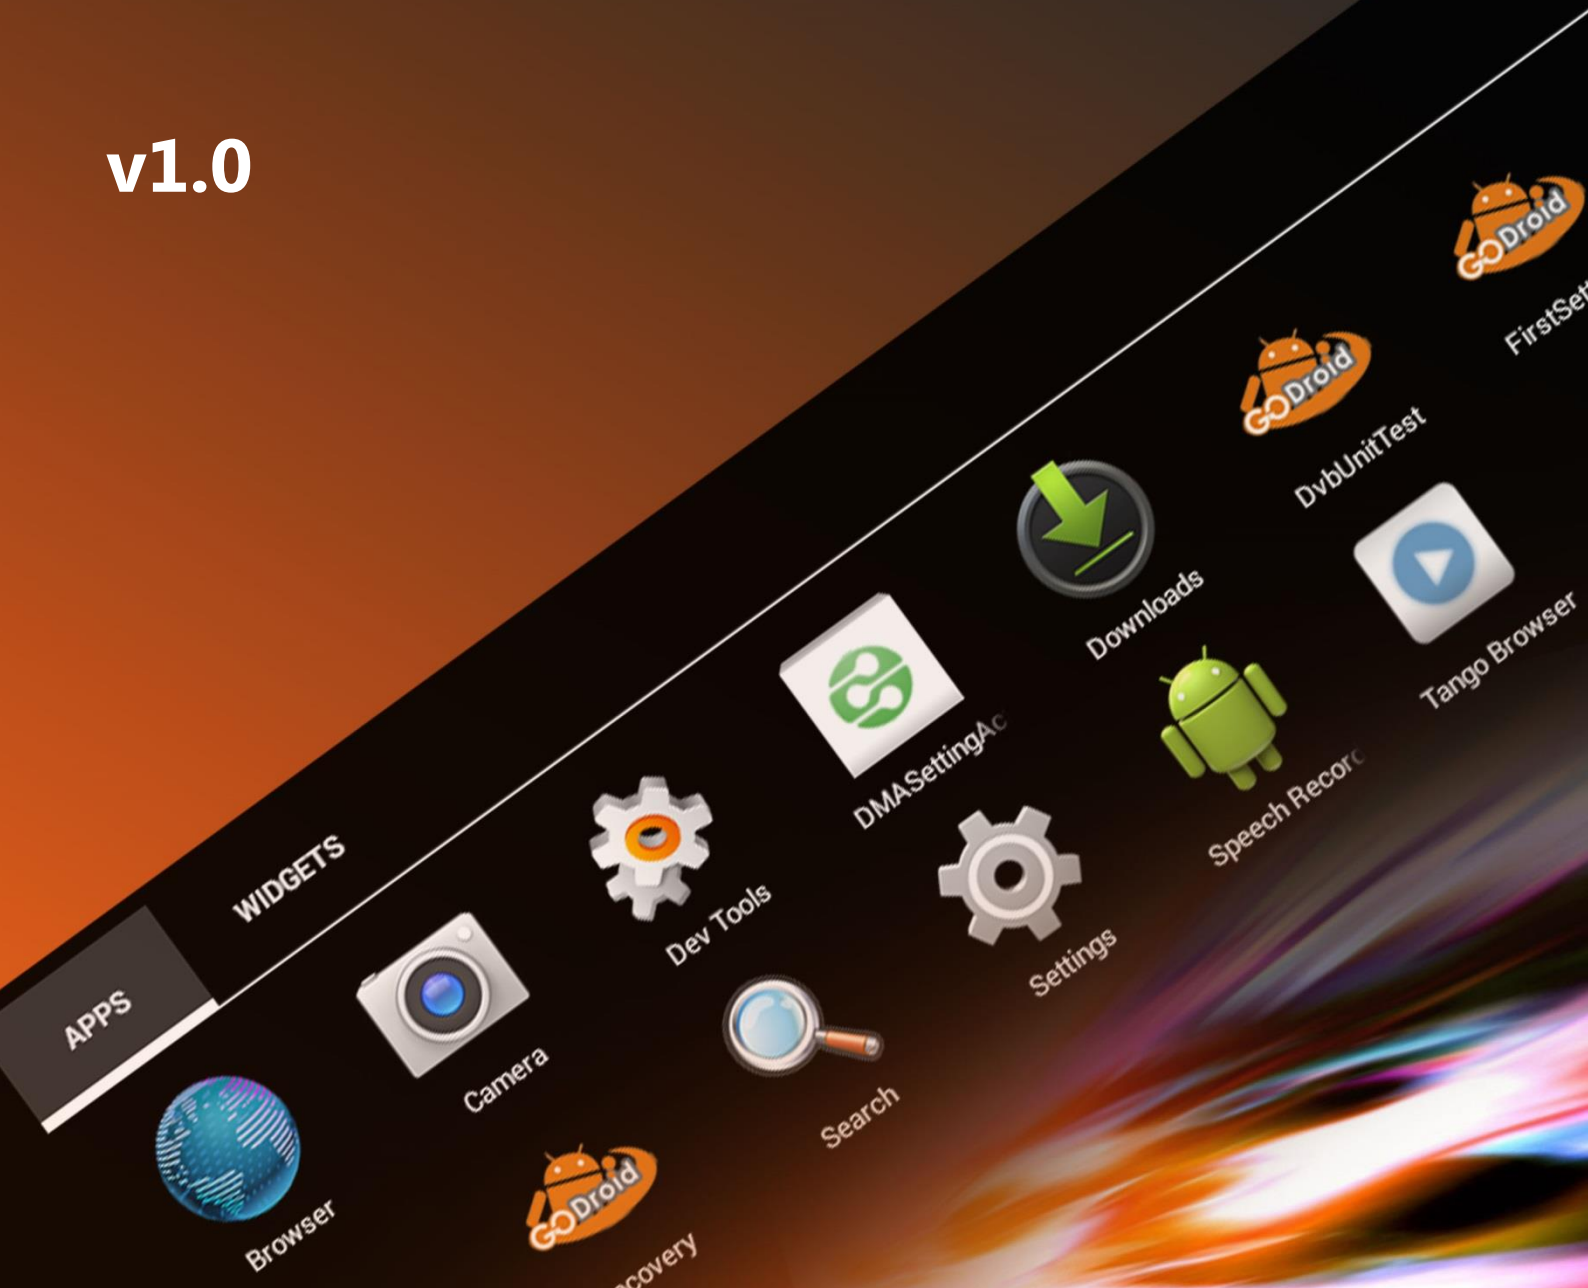 v1.0
APPS
WIDGETS
Browser
Camera
Dev Tools
DMASettingAc
Downloads
GODroid
DvbUnitTest
GODroid
FirstSet
GODroid
covery
Search
Settings
Speech Recor
Tango Browser